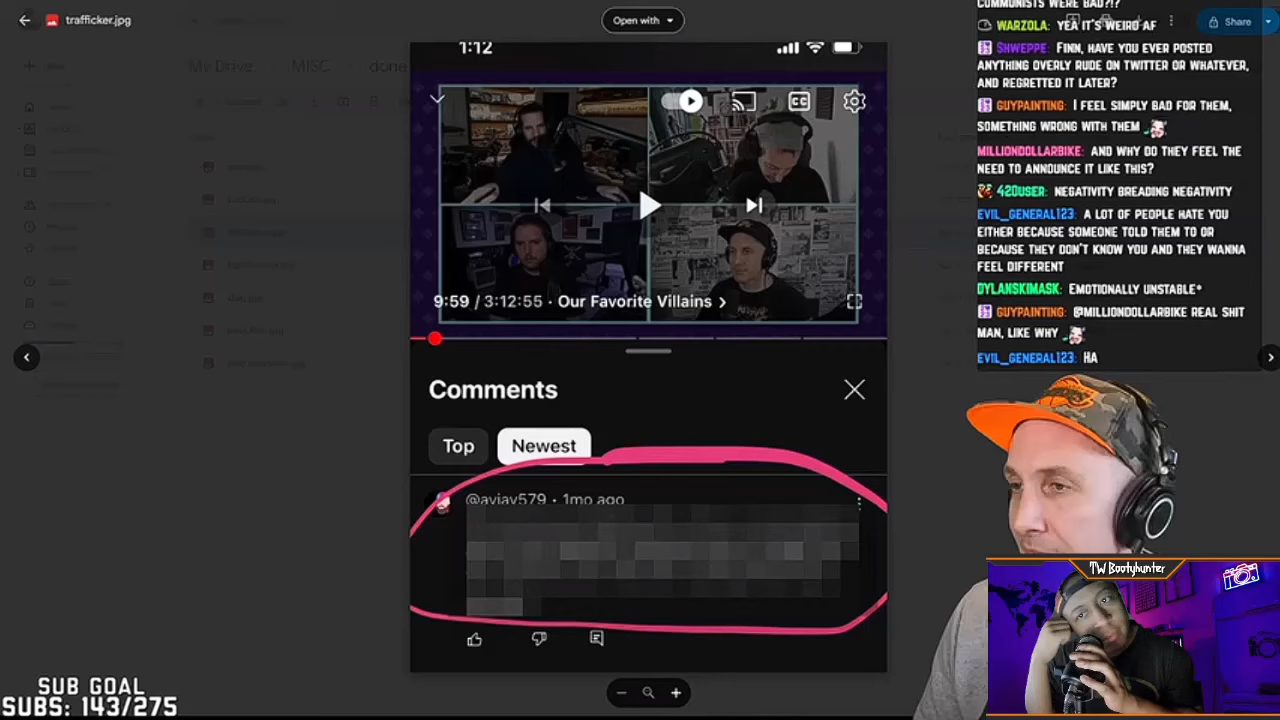 trafficker.jpg
Open with
Share
My Drive
MISC
done
1:12
CC
9:59 / 3:12:55 · Our Favorite Villains
Comments
Top
Newest
@aviav579 · 1mo ago
COMMUNISTS WERE BAD?!?
WARZOLA: YEA IT'S WEIRD AF
SHWEPPE: FINN, HAVE YOU EVER POSTED
ANYTHING OVERLY RUDE ON TWITTER OR WHATEVER,
AND REGRETTED IT LATER?
GUYPAINTING: I FEEL SIMPLY BAD FOR THEM,
SOMETHING WRONG WITH THEM
MILLIONDOLLARBIKE: AND WHY DO THEY FEEL THE
NEED TO ANNOUNCE IT LIKE THIS?
420USER: NEGATIVITY BREADING NEGATIVITY
EVIL_GENERAL123: A LOT OF PEOPLE HATE YOU
EITHER BECAUSE SOMEONE TOLD THEM TO OR
BECAUSE THEY DON'T KNOW YOU AND THEY WANNA
FEEL DIFFERENT
DYLANSKIMASK: EMOTIONALLY UNSTABLE*
GUYPAINTING: @MILLIONDOLLARBIKE REAL SHIT
MAN, LIKE WHY
EVIL_GENERAL123: HA
TW Bootyhunter
SUB GOAL
SUBS: 143/275